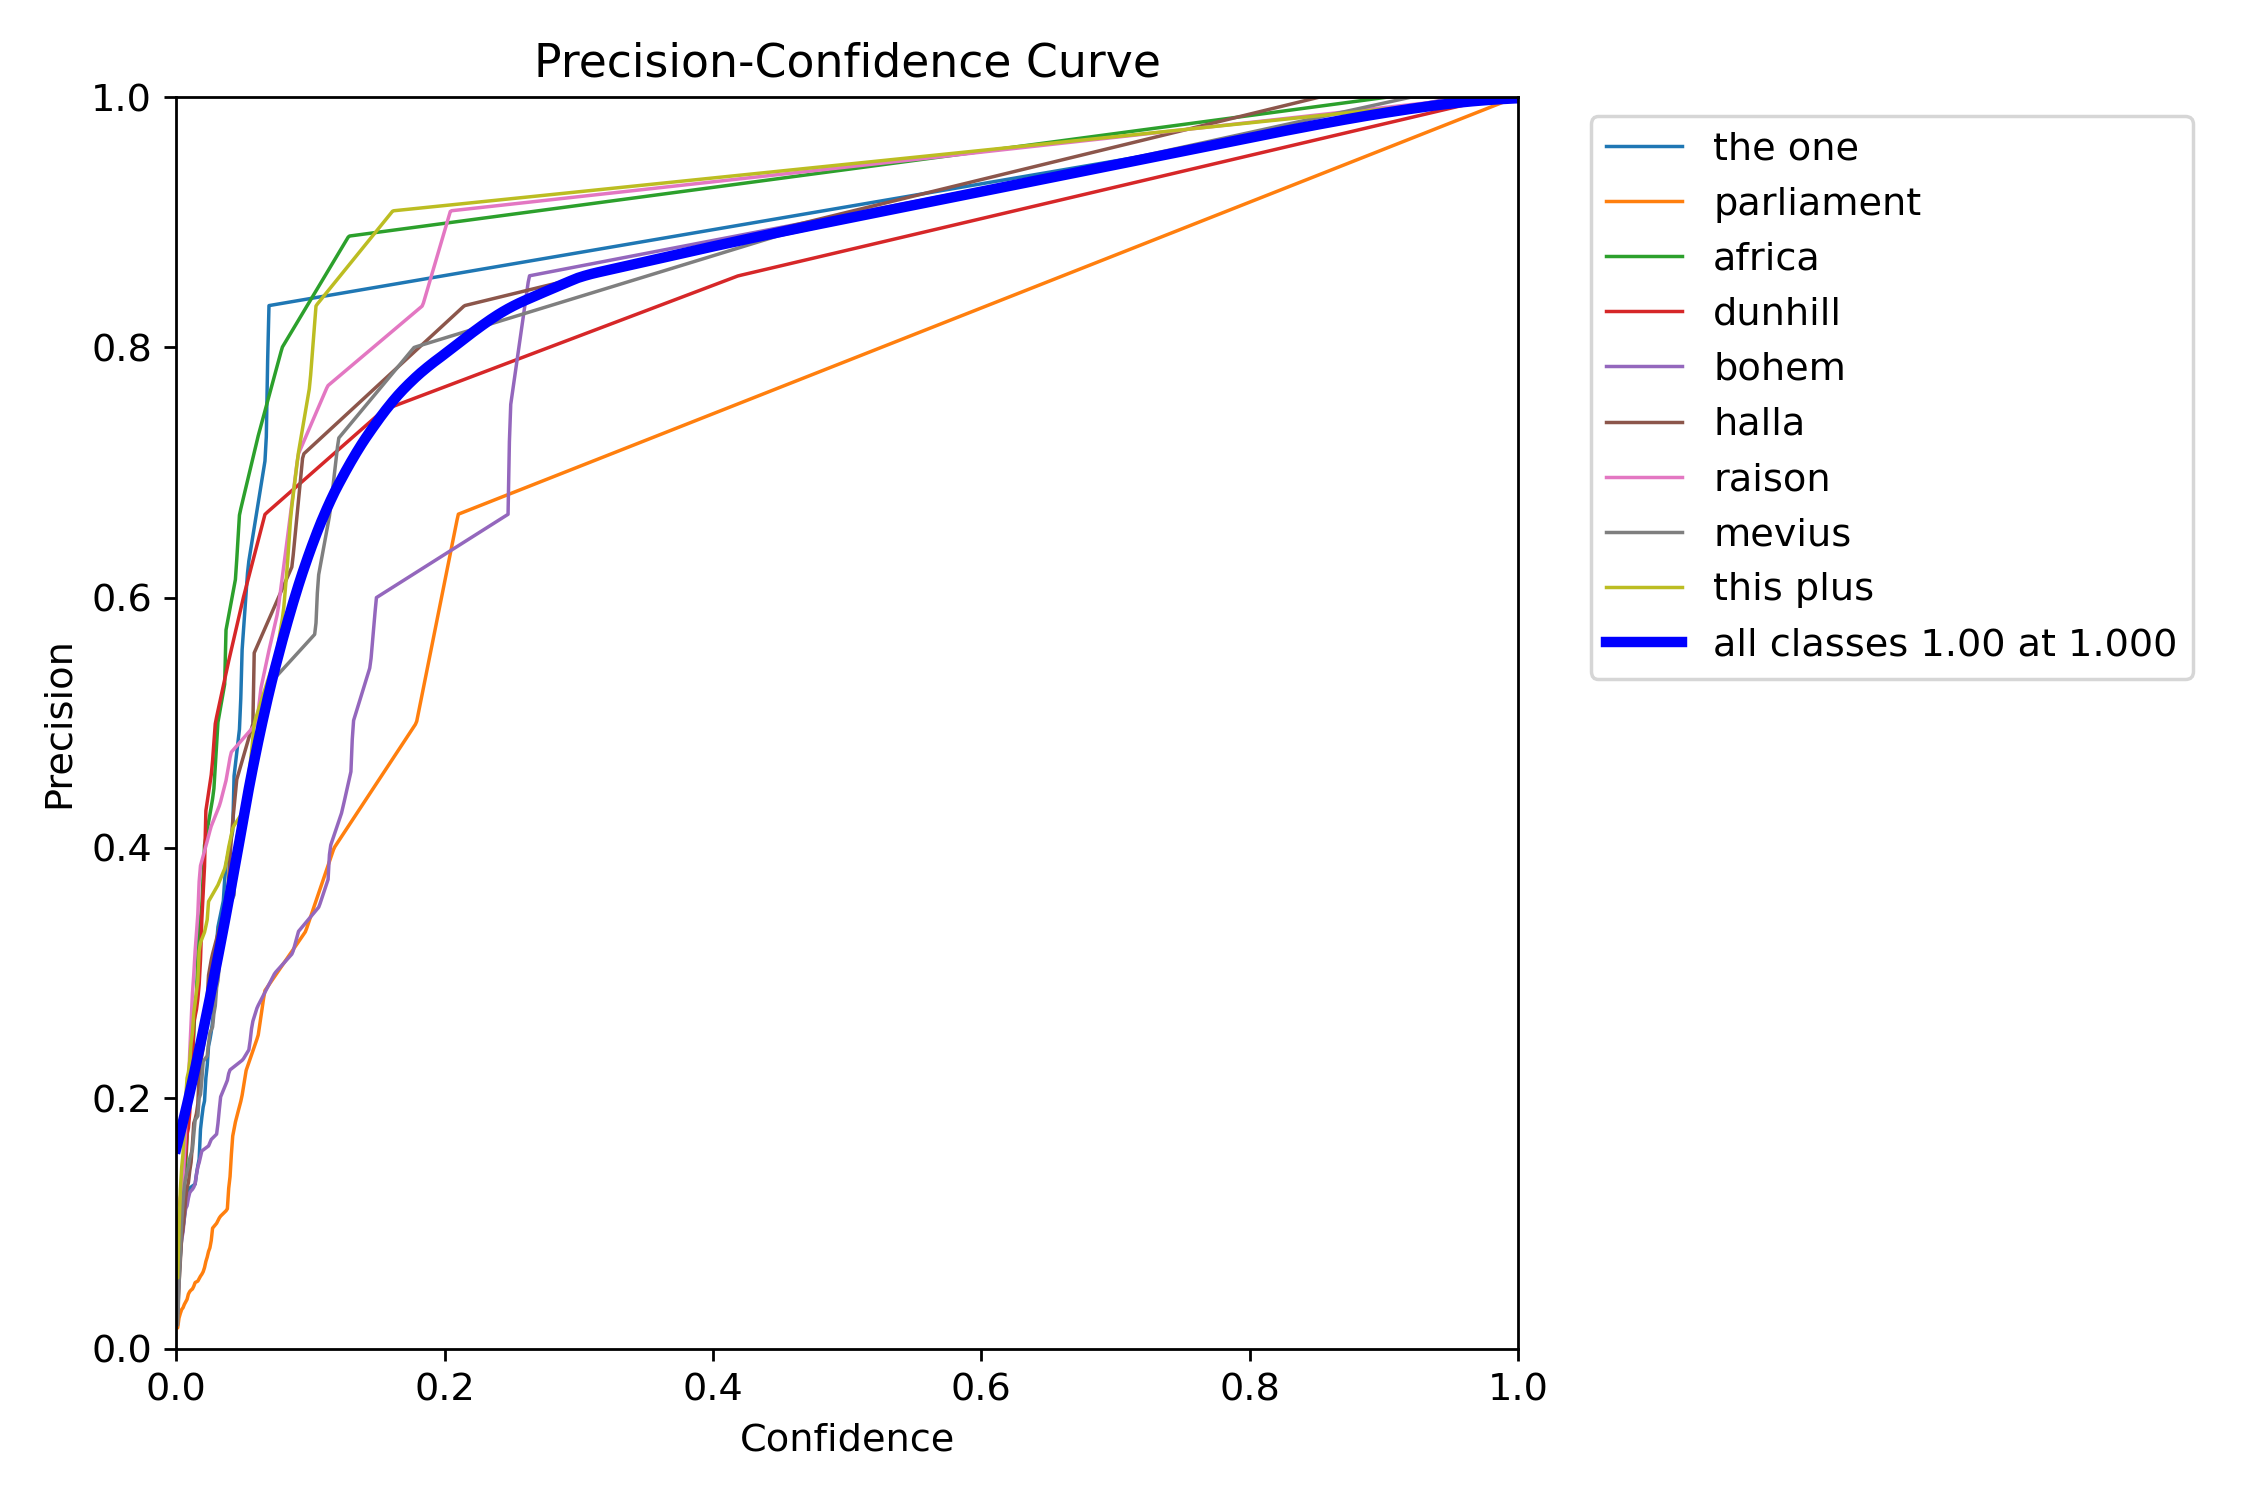 Precision-Confidence Curve
1.0
0.8
0.6
0.4
0.2
0.0
Precision
0.0 0.2 0.4 0.6 0.8 1.0
Confidence
the one
parliament
africa
dunhill
bohem
halla
raison
mevius
this plus
all classes 1.00 at 1.000